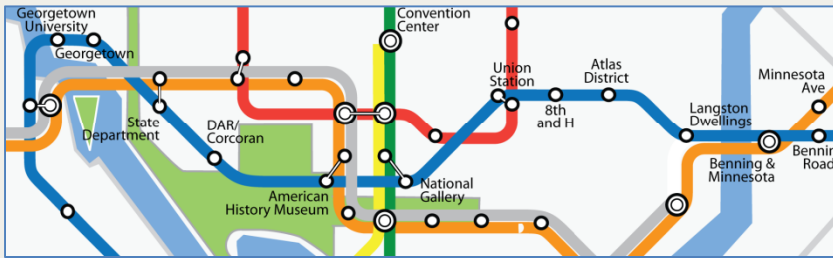 Georgetown
University
Georgetown
Convention
Center
Union
Station
Atlas
District
Minnesota
Ave
State
Department
DAR/
Corcoran
8th
and H
Langston
Dwellings
Benning &
Minnesota
Bennin
Road
American
History Museum
National
Gallery